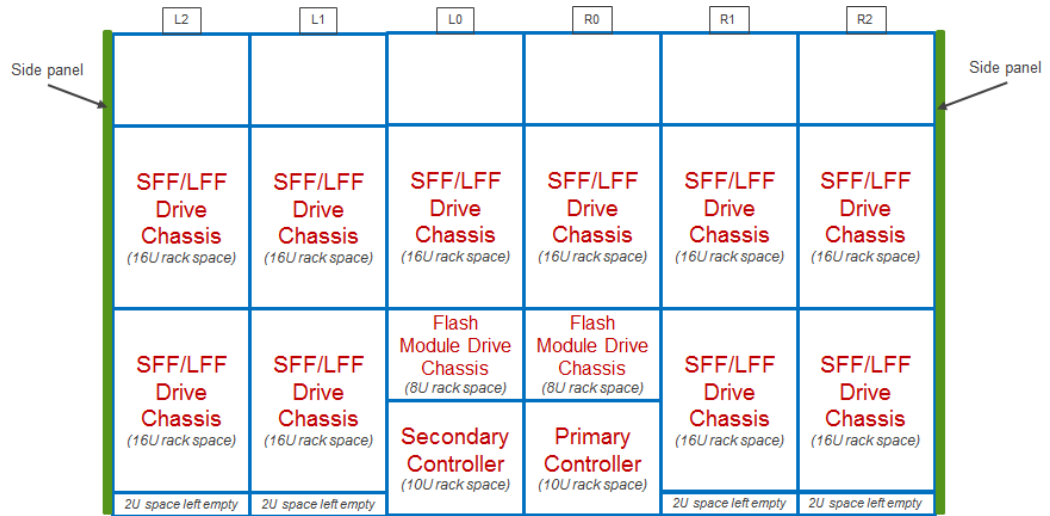 L2 L1 L0 R0 R1 R2
Side panel
Side panel
SFF/LFF SFF/LFF SFF/LFF SFF/LFF SFF/LFF SFF/LFF
Drive Drive Drive Drive Drive Drive
Chassis Chassis Chassis Chassis Chassis Chassis
(16U rack space) (16U rack space) (16U rack space) (16U rack space) (16U rack space) (16U rack space)
SFF/LFF
Drive
Chassis
(16U rack space)
SFF/LFF
Drive
Chassis
(16U rack space)
Flash
Module Drive
Chassis
(8U rack space)
Flash
Module Drive
Chassis
(8U rack space)
SFF/LFF
Drive
Chassis
(16U rack space)
SFF/LFF
Drive
Chassis
(16U rack space)
Secondary
Controller
(10U rack space)
Primary
Controller
(10U rack space)
2U space left empty 2U space left empty 2U space left empty 2U space left empty